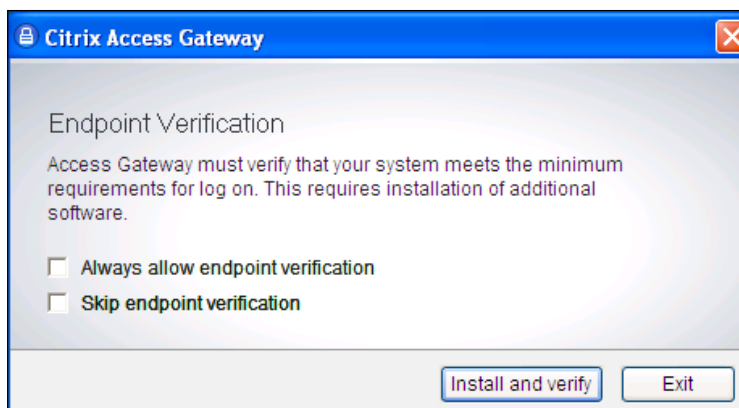 Citrix Access Gateway
Endpoint Verification
Access Gateway must verify that your system meets the minimum
requirements for log on. This requires installation of additional
software.
Always allow endpoint verification
Skip endpoint verification
Install and verify
Exit